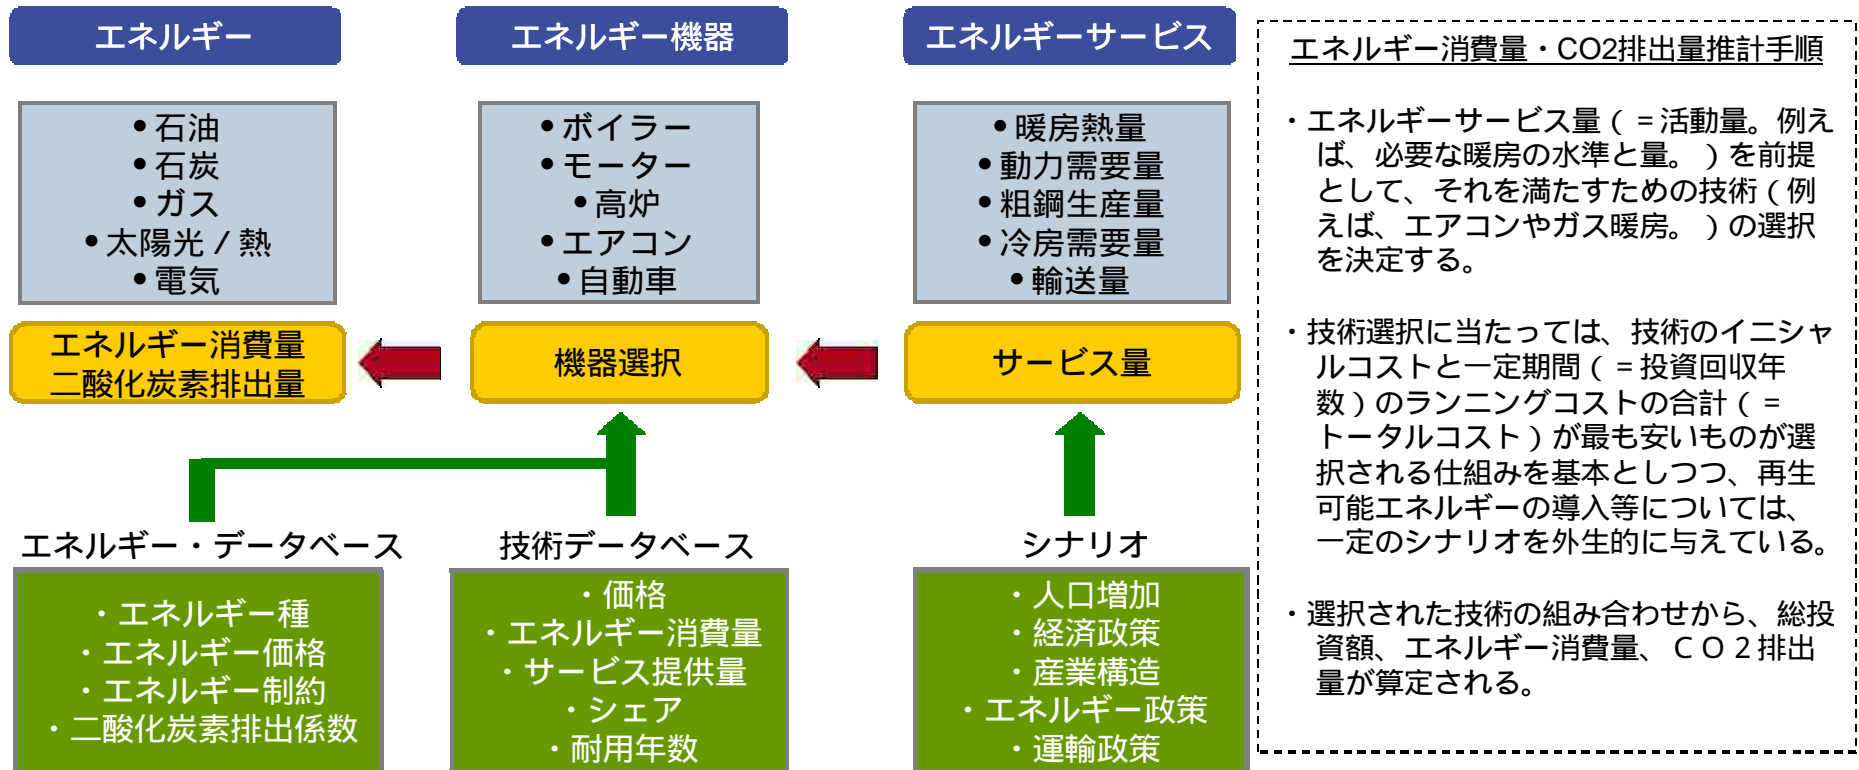 エネルギー
エネルギー機器
エネルギーサービス
•石油
•石炭
•ガス
•太陽光/熱
•電気
•ボイラー
•モーター
•高炉
•エアコン
•自動車
•暖房熱量
•動力需要量
•粗鋼生産量
•冷房需要量
•輸送量
エネルギー消費量
二酸化炭素排出量
機器選択
サービス量
エネルギー・データベース
技術データベース
シナリオ
・エネルギー種
・エネルギー価格
・エネルギー制約
・二酸化炭素排出係数
・価格
・エネルギー消費量
・サービス提供量
・シェア
・耐用年数
・人口増加
・経済政策
・産業構造
・エネルギー政策
・運輸政策
エネルギー消費量・CO2排出量推計手順
・エネルギーサービス量(=活動量。例え
ば、必要な暖房の水準と量。)を前提
として、それを満たすための技術(例
えば、エアコンやガス暖房。)の選択
を決定する。
・技術選択に当たっては、技術のイニシャ
ルコストと一定期間(=投資回収年
数)のランニングコストの合計(=
トータルコスト)が最も安いものが選
択される仕組みを基本としつつ、再生
可能エネルギーの導入等については、
一定のシナリオを外生的に与えている。
・選択された技術の組み合わせから、総投
資額、エネルギー消費量、CO2排出
量が算定される。